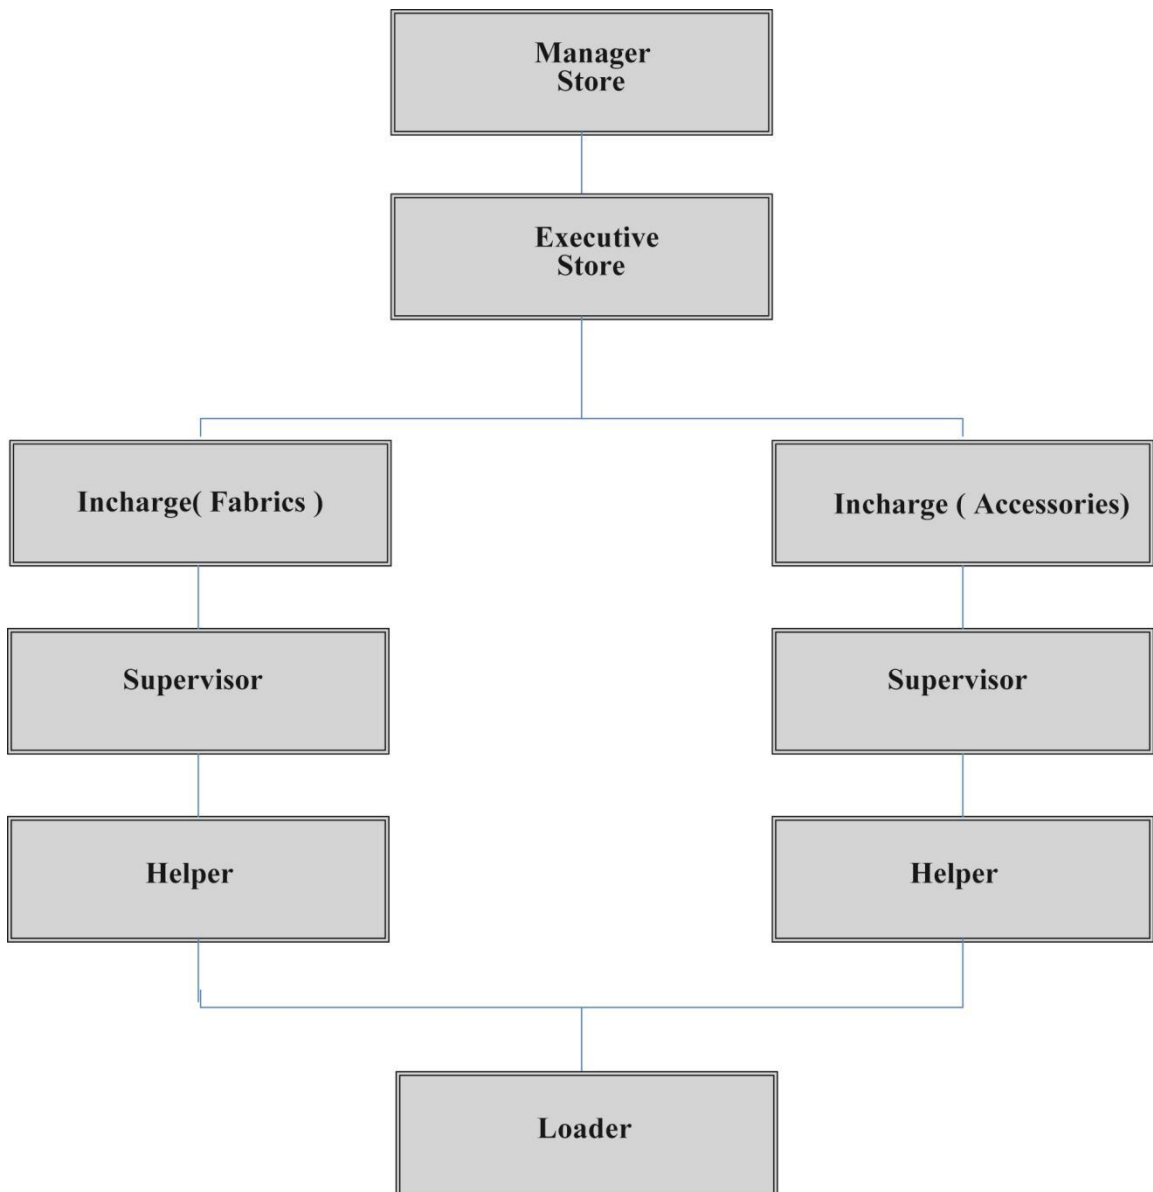 Manager
Store
Executive
Store
Incharge( Fabrics )
Incharge ( Accessories)
Supervisor
Supervisor
Helper
Helper
Loader